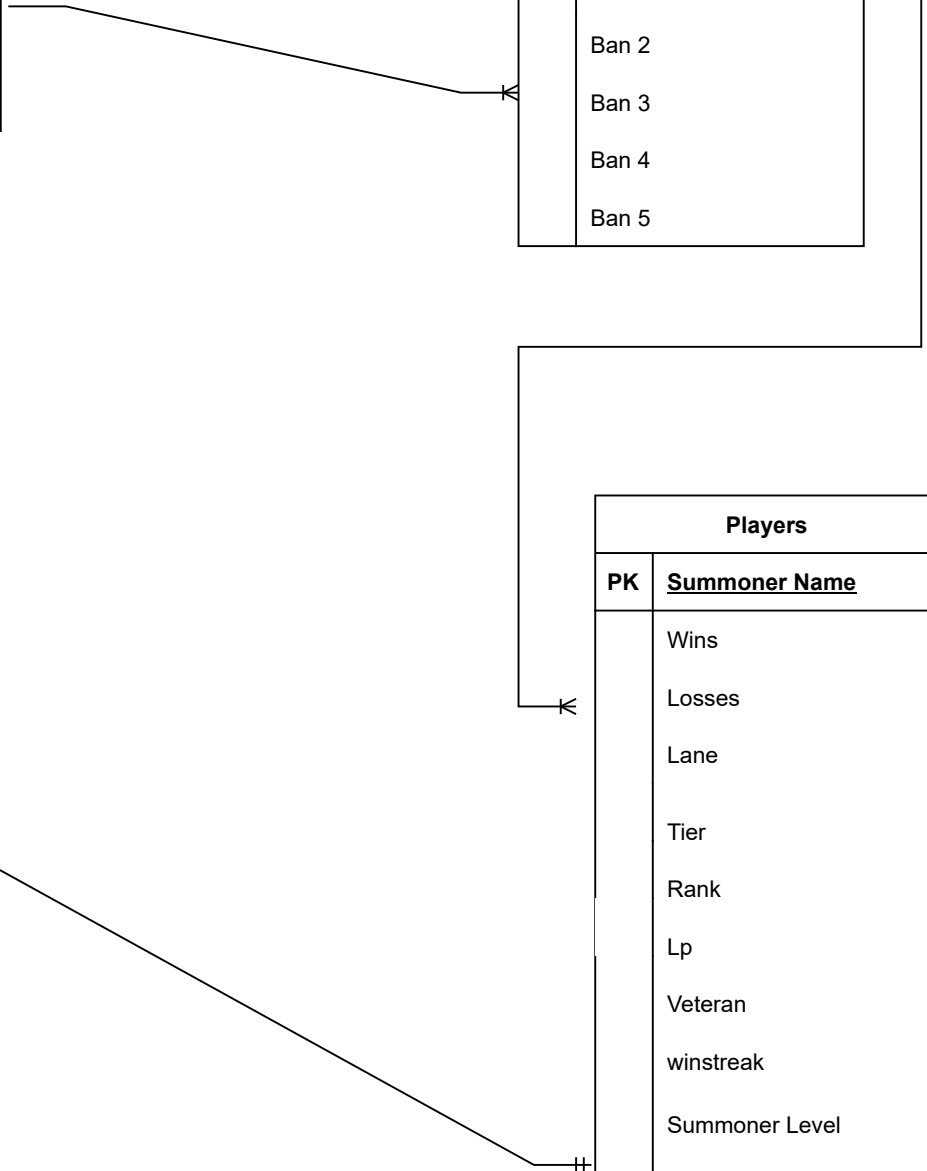 Ban 2
Ban 3
Ban 4
Ban 5
Players
PK Summoner Name
Wins
Losses
Lane
Tier
Rank
Lp
Veteran
winstreak
Summoner Level